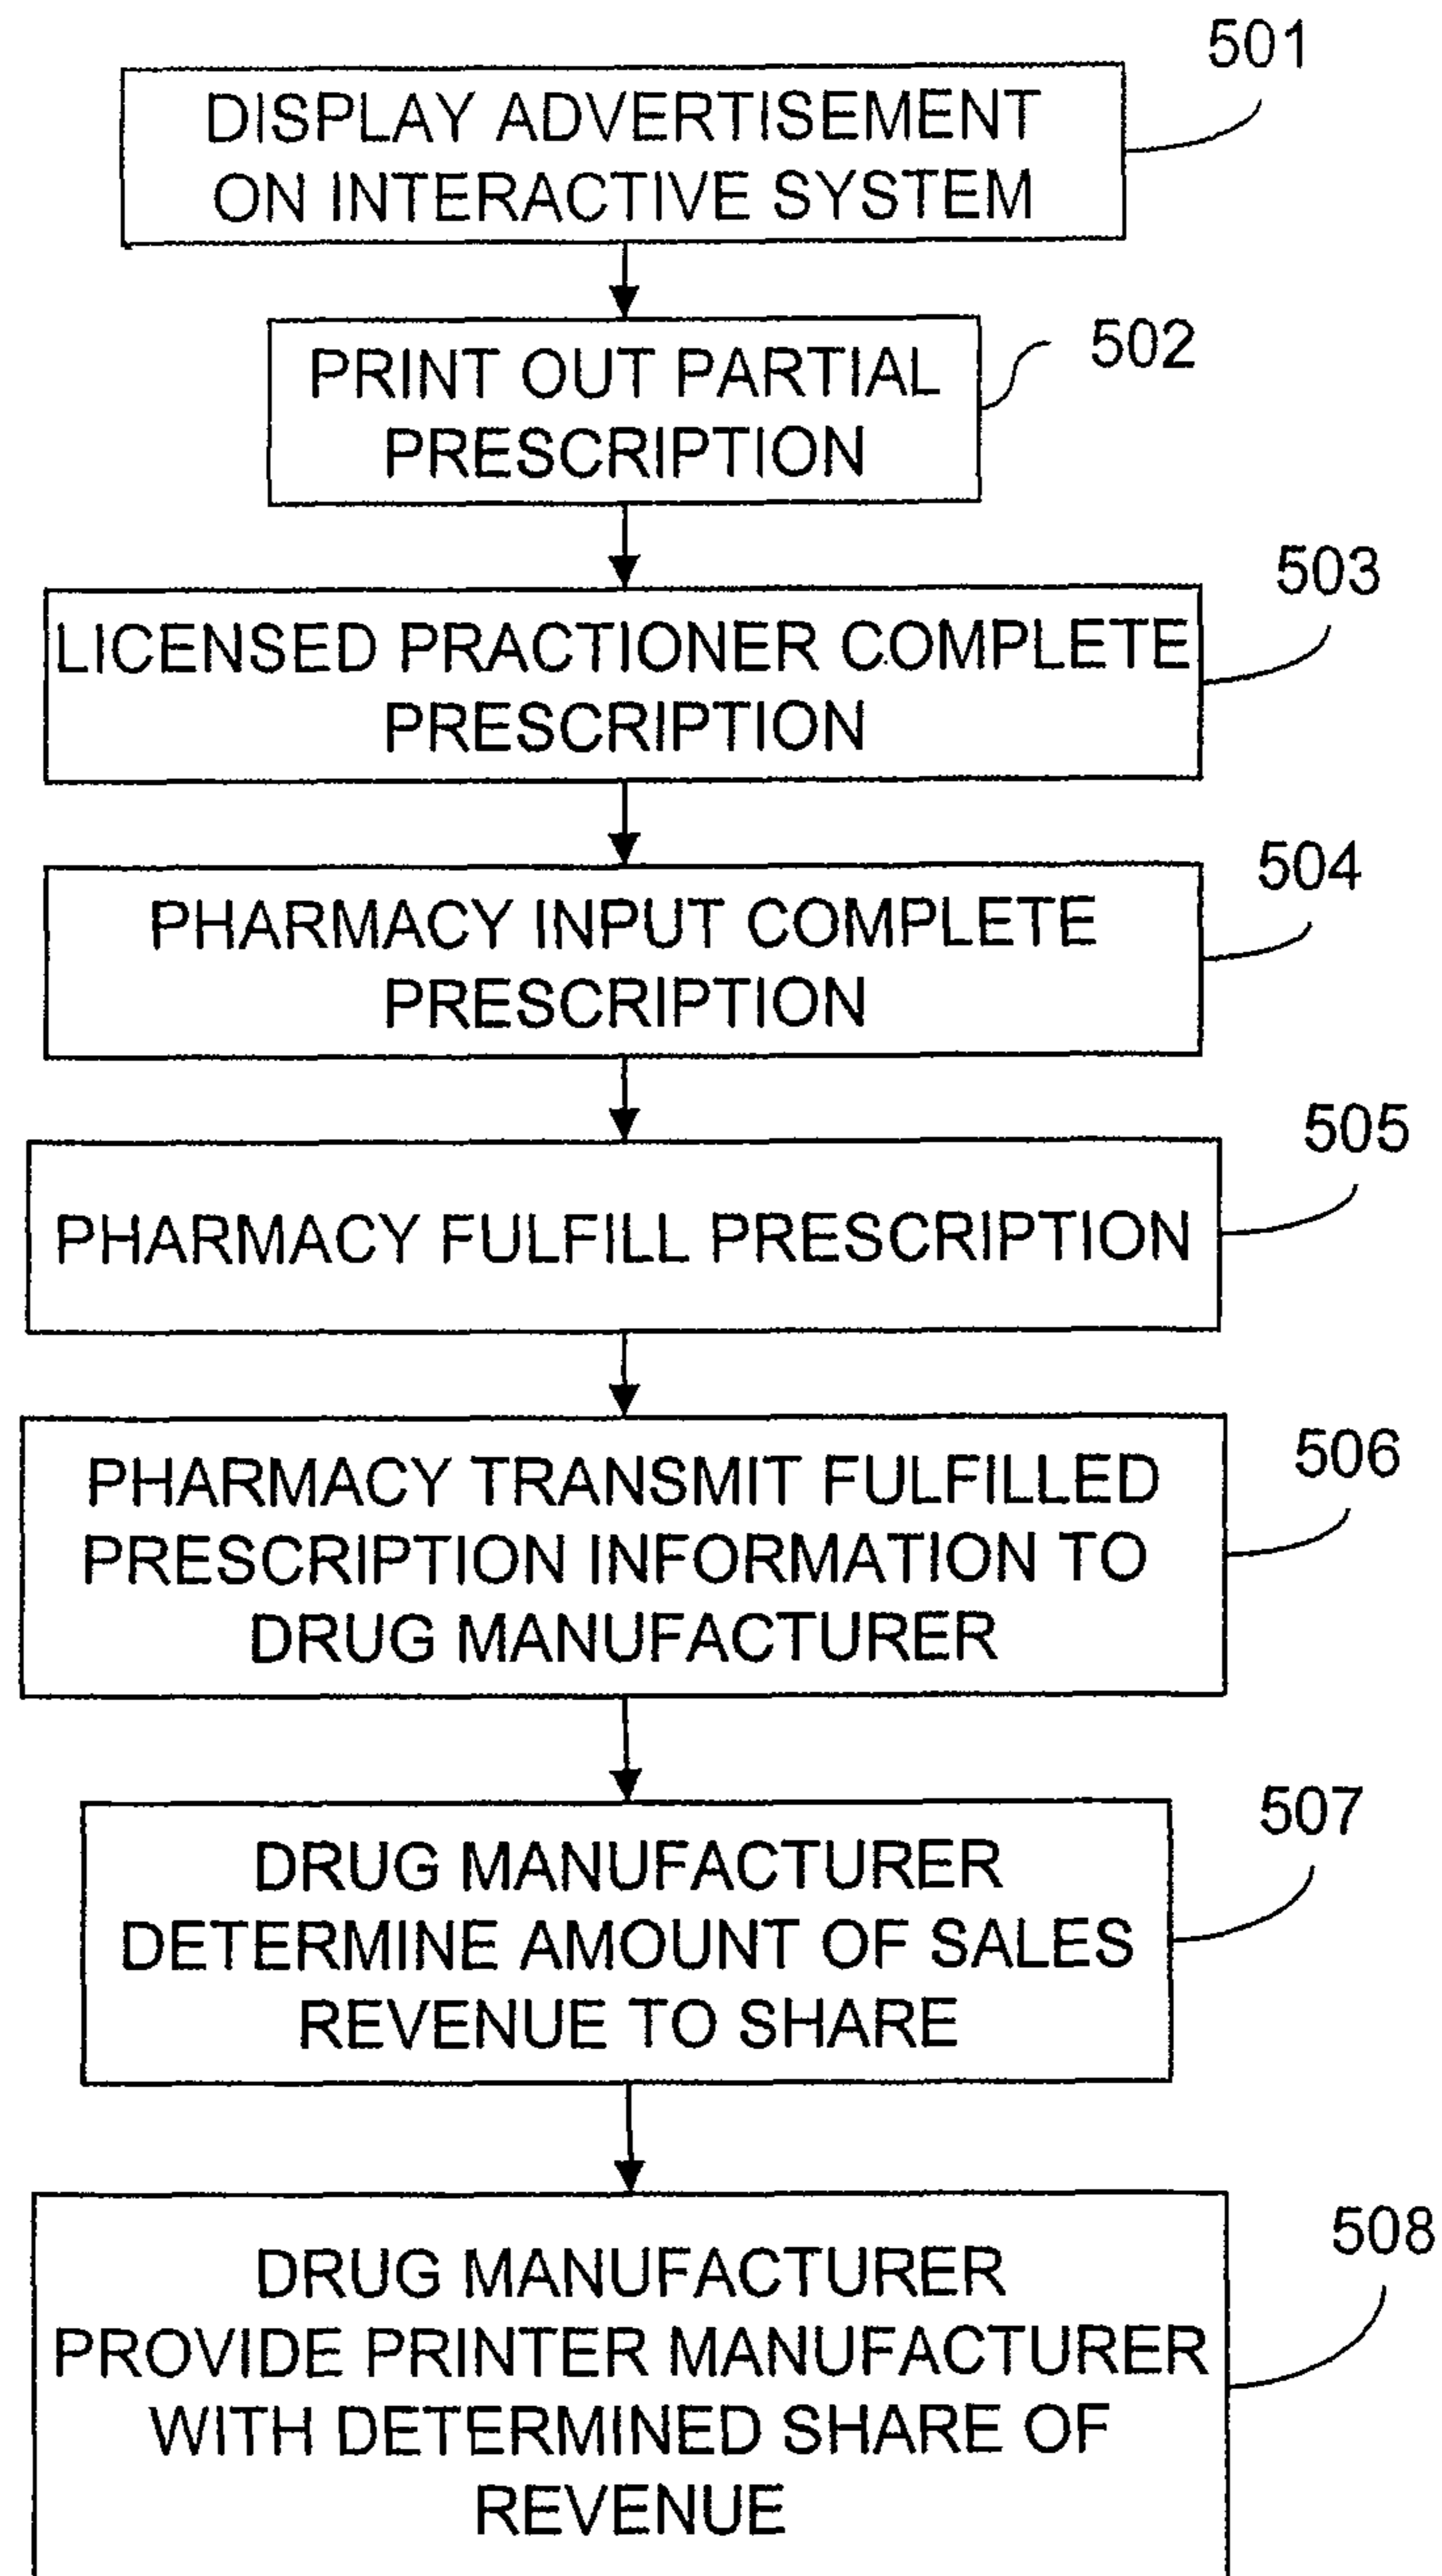 501
DISPLAY ADVERTISEMENT
ON INTERACTIVE SYSTEM
502
PRINT OUT PARTIAL
PRESCRIPTION
503
LICENSED PRACTIONER COMPLETE
PRESCRIPTION
504
PHARMACY INPUT COMPLETE
PRESCRIPTION
505
PHARMACY FULFILL PRESCRIPTION
506
PHARMACY TRANSMIT FULFILLED
PRESCRIPTION INFORMATION TO
DRUG MANUFACTURER
507
DRUG MANUFACTURER
DETERMINE AMOUNT OF SALES
REVENUE TO SHARE
508
DRUG MANUFACTURER
PROVIDE PRINTER MANUFACTURER
WITH DETERMINED SHARE OF
REVENUE